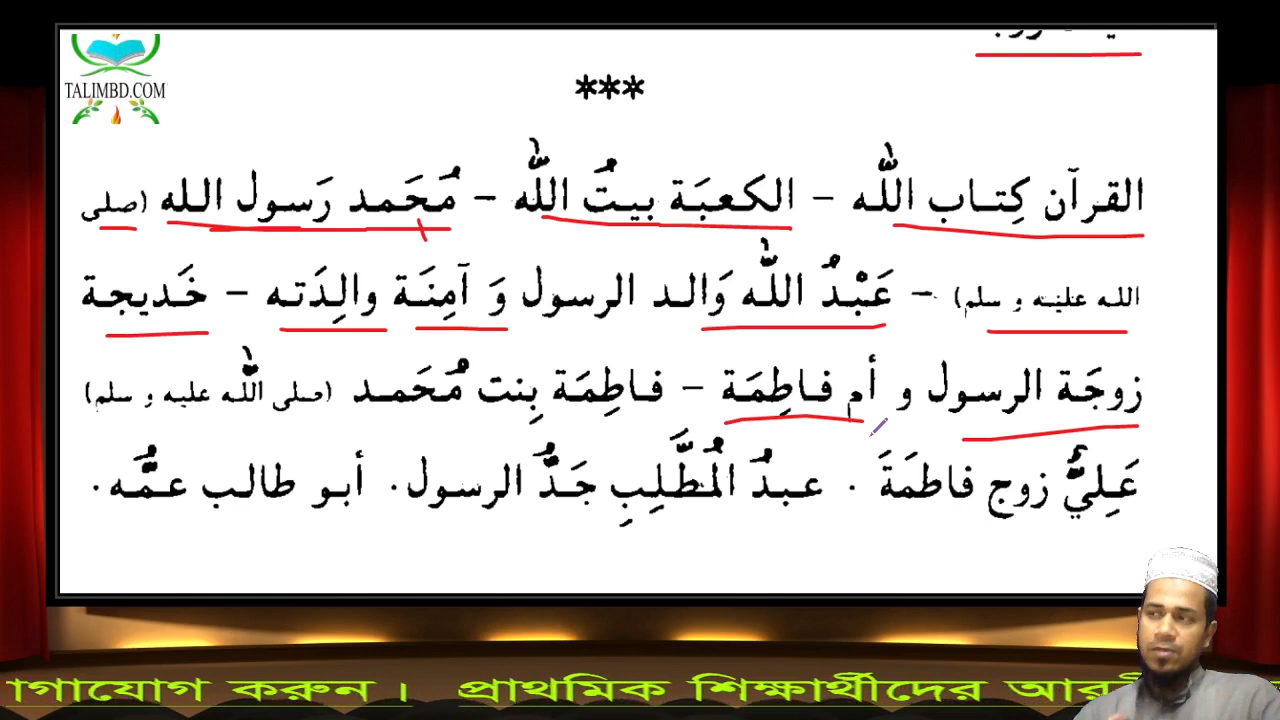 TALIMBD.COM
***
القرآن كِتاب اللّٰه – الكعبَة بيتُ اللّٰه – مُحَمد رَسول الله (صلى
الله عليه و سلم) – عَبْدُ اللّٰه وَالد الرسول وَ آمِنَة والِدَته – خَديجة
زوجَة الرسول و أم فاطِمَة – فاطِمَة بِنت مُحَمد (صلى اللّٰه عليه و سلم)
عَلِيٌّ زوج فاطمَةَ . عبدُ المُطَّلِبِ جَدُّ الرسول . أبو طالب عمُّه .
াগাযোগ করুন । প্রাথমিক শিক্ষার্থীদের আরবী